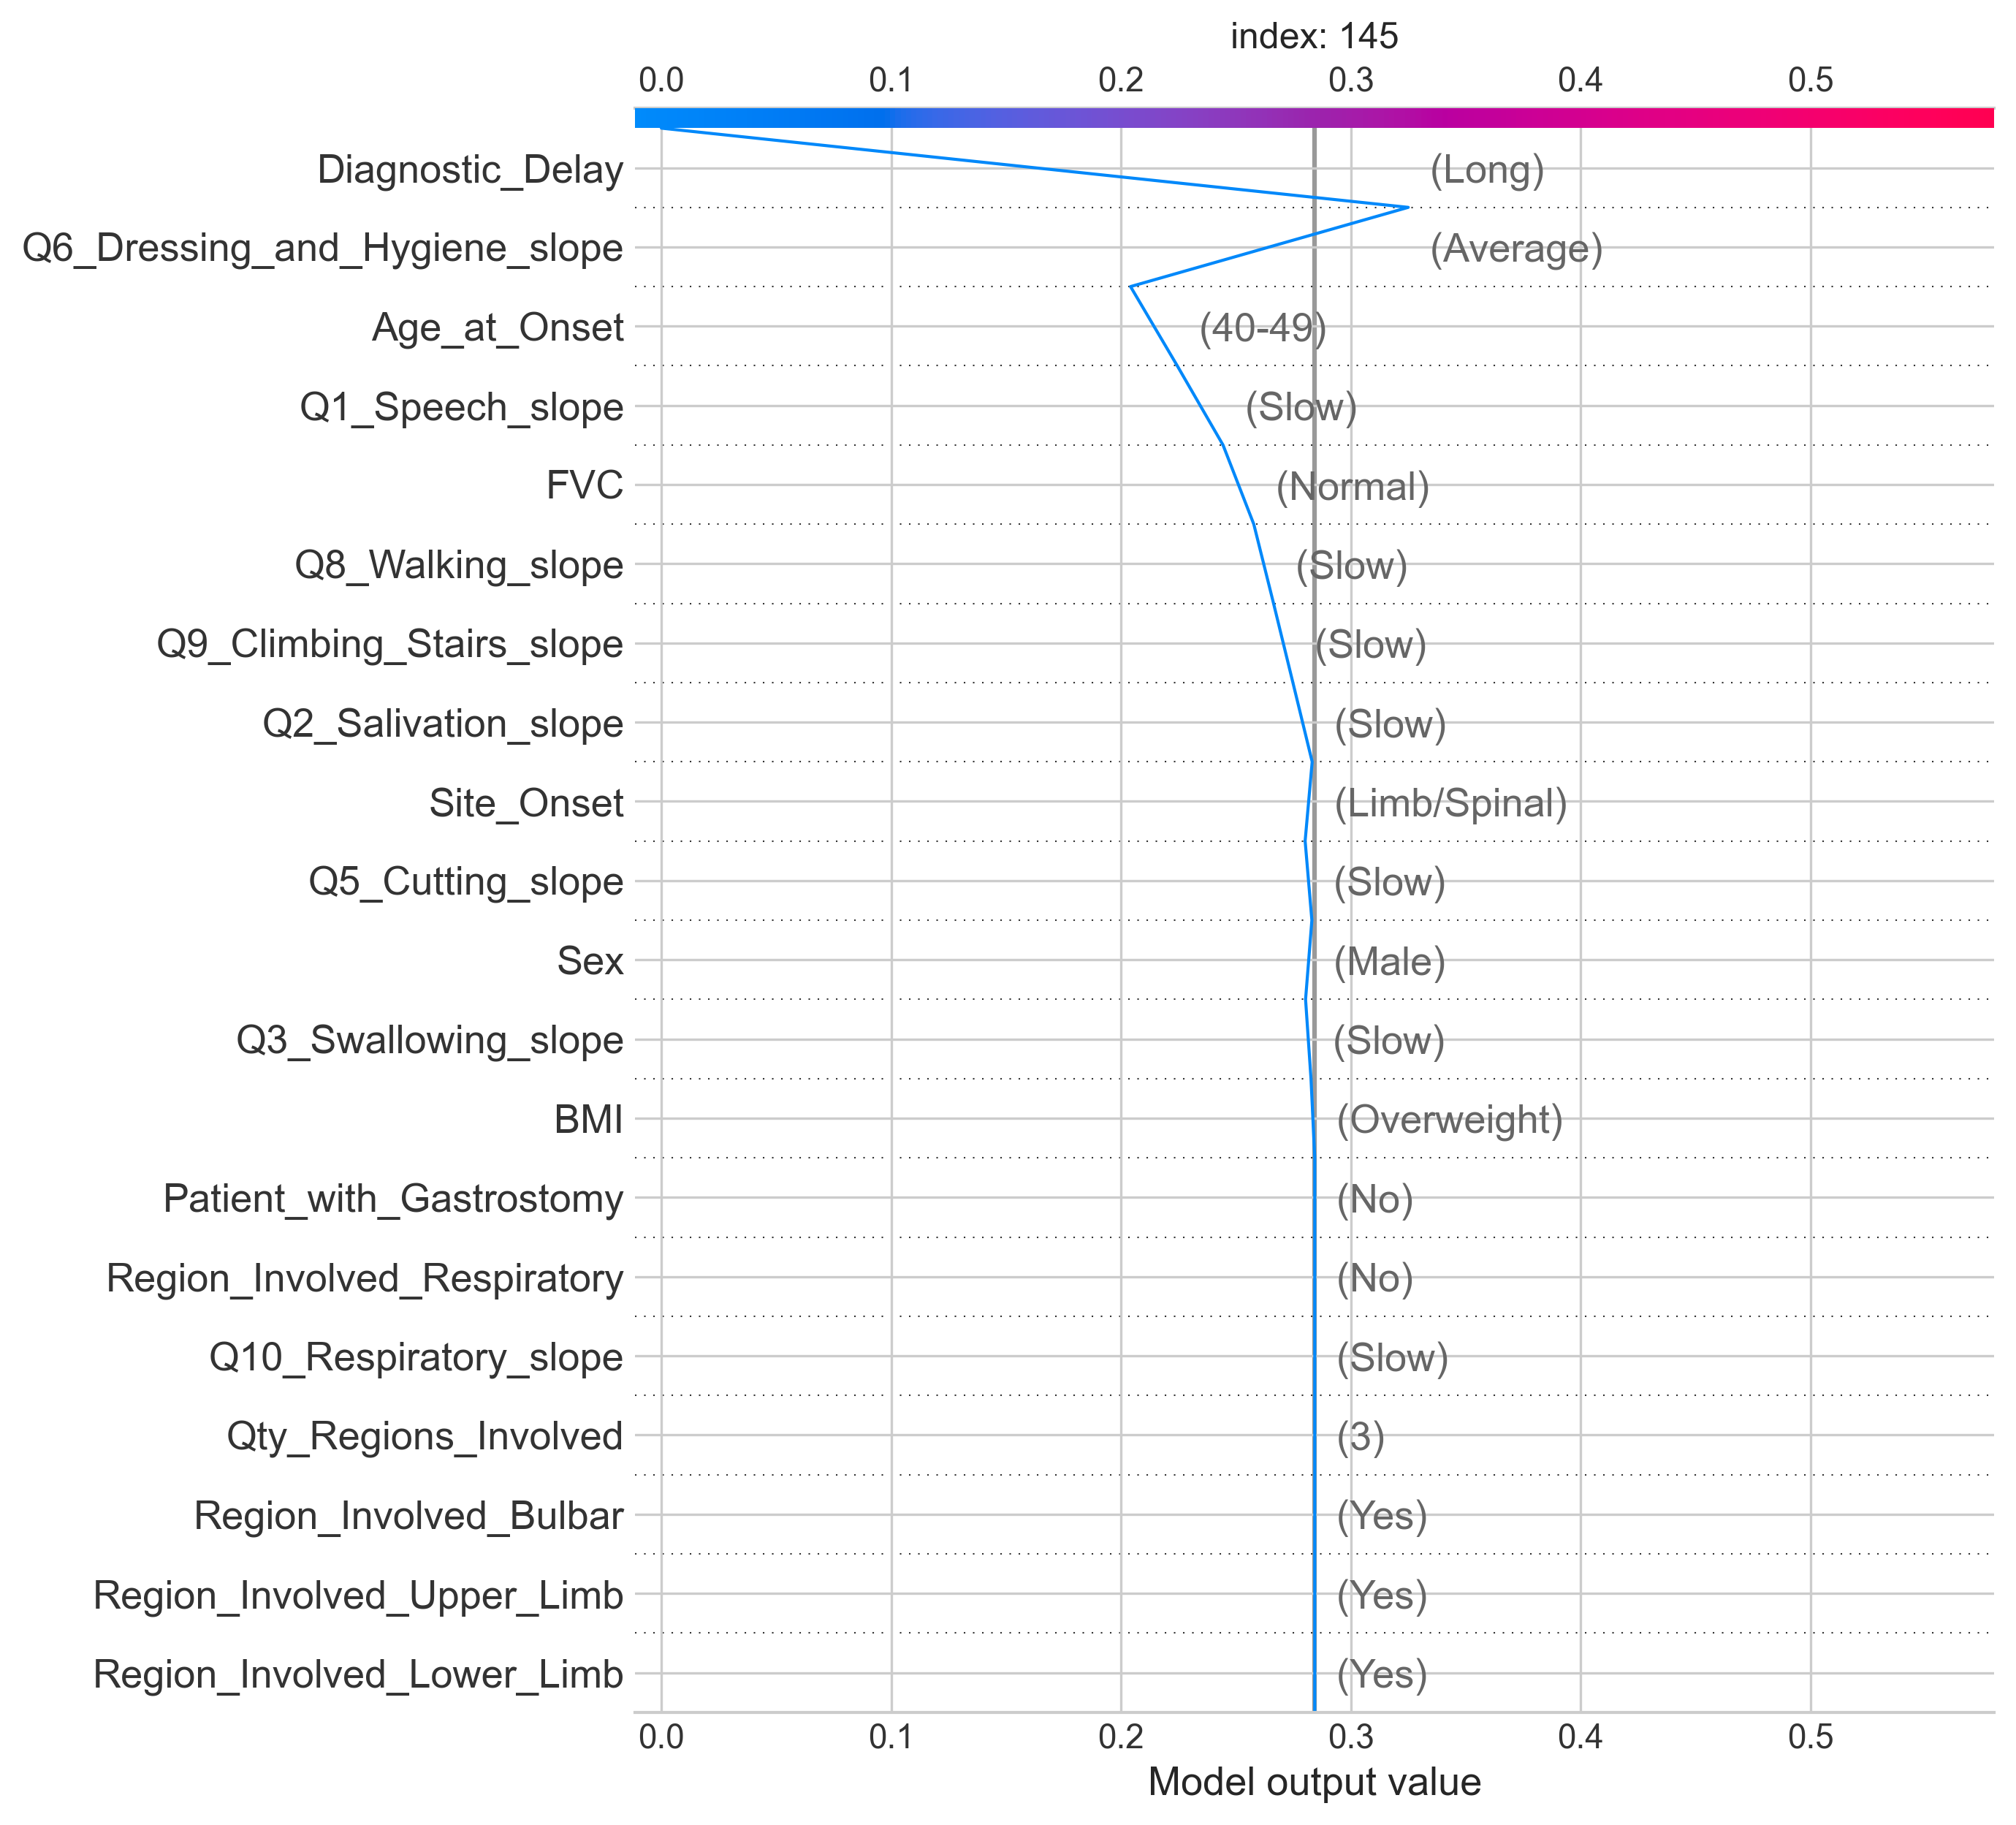 index: 145
0.0 0.1 0.2 0.3 0.4 0.5
Diagnostic_Delay (Long)
Q6_Dressing_and_Hygiene_slope (Average)
Age_at_Onset (40-49)
Q1_Speech_slope (Slow)
FVC (Normal)
Q8_Walking_slope (Slow)
Q9_Climbing_Stairs_slope (Slow)
Q2_Salivation_slope (Slow)
Site_Onset (Limb/Spinal)
Q5_Cutting_slope (Slow)
Sex (Male)
Q3_Swallowing_slope (Slow)
BMI (Overweight)
Patient_with_Gastrostomy (No)
Region_Involved_Respiratory (No)
Q10_Respiratory_slope (Slow)
Qty_Regions_Involved (3)
Region_Involved_Bulbar (Yes)
Region_Involved_Upper_Limb (Yes)
Region_Involved_Lower_Limb (Yes)
0.0 0.1 0.2 0.3 0.4 0.5
Model output value